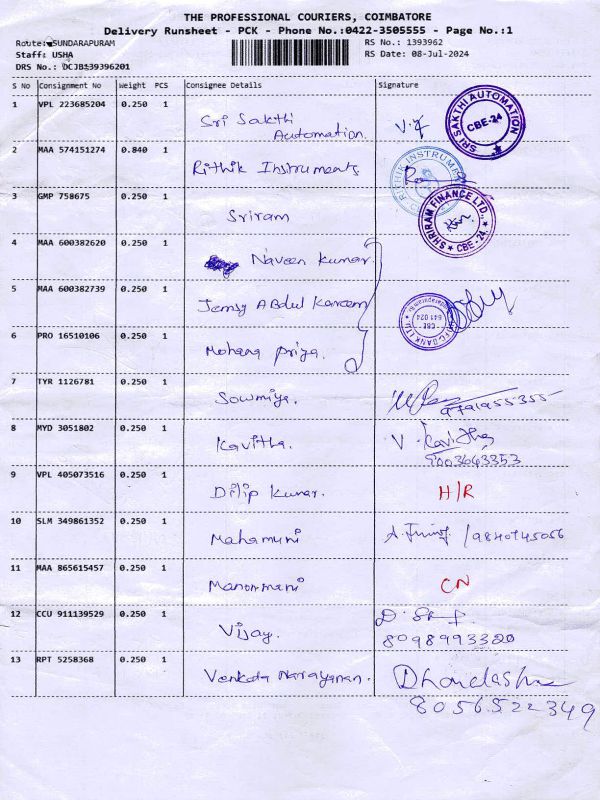 THE PROFESSIONAL COURIERS, COIMBATORE
Delivery Runsheet - PCK - Phone No.:0422-3505555 - Page No.:1
Route: SUNDARAPURAM
Staff: USHA
DRS No.: DCJB139396201
RS No.: 1393962
RS Date: 08-Jul-2024
S No Consignment No Weight PCS Consignee Details Signature
1 VPL 223685204 0.250 1 Sri Sakthi Automation. SRI SAKTHI AUTOMATION CBE-24
2 MAA 574151274 0.840 1 Rithik Instruments RITHIK INSTRUME
3 GMP 758675 0.250 1 Sriram SHRIRAM FINANCE LTD., CBE-24
4 MAA 600382620 0.250 1 Naveen Kumar
5 MAA 600382739 0.250 1 Jemsy Abdul Kareem BANK LTD CBE 641 024
6 PRO 16510106 0.250 1 Mohana Priya.
7 TYR 1126781 0.250 1 Sowmiya.
8 MYD 3051802 0.250 1 Kavitha. V. Kavitha
9003643353
9 VPL 405073516 0.250 1 Dilip Kumar. H/R
10 SLM 349861352 0.250 1 Mahamuni /9840745056
11 MAA 865615457 0.250 1 Manonmani CN
12 CCU 911139529 0.250 1 Vijay.
8098993320
13 RPT 5258368 0.250 1 Venkata Narayanan.
8056522349